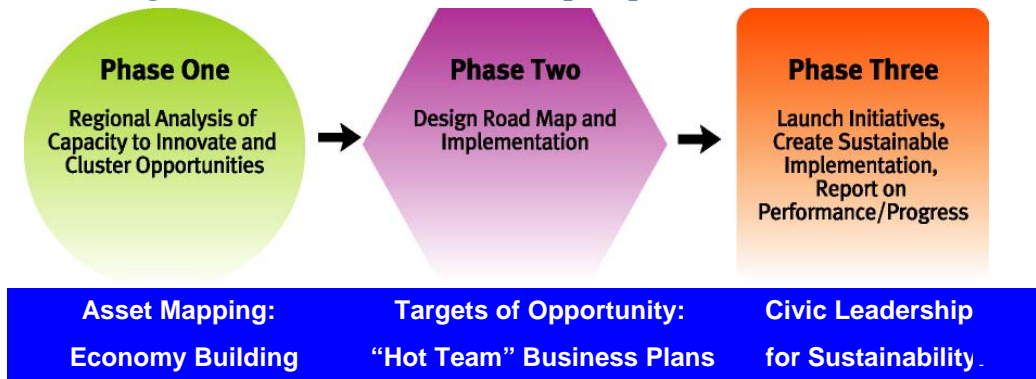 Phase One
Regional Analysis of
Capacity to Innovate and
Cluster Opportunities
Phase Two
Design Road Map and
Implementation
Phase Three
Launch Initiatives,
Create Sustainable
Implementation,
Report on
Performance/Progress
Asset Mapping:
Economy Building
Targets of Opportunity:
“Hot Team” Business Plans
Civic Leadership
for Sustainability.